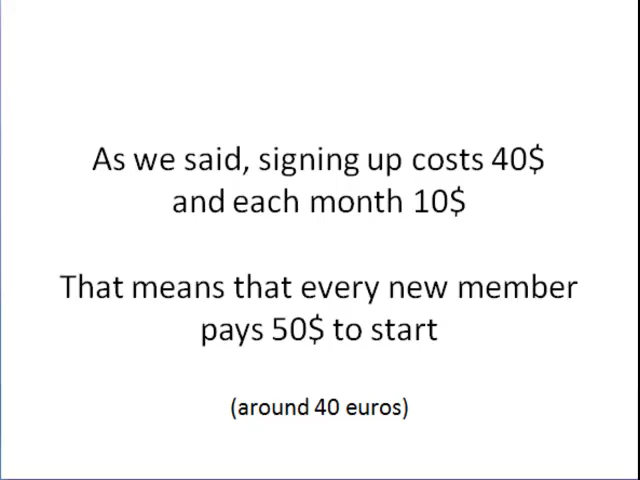 As we said, signing up costs 40$
and each month 10$
That means that every new member
pays 50$ to start
(around 40 euros)